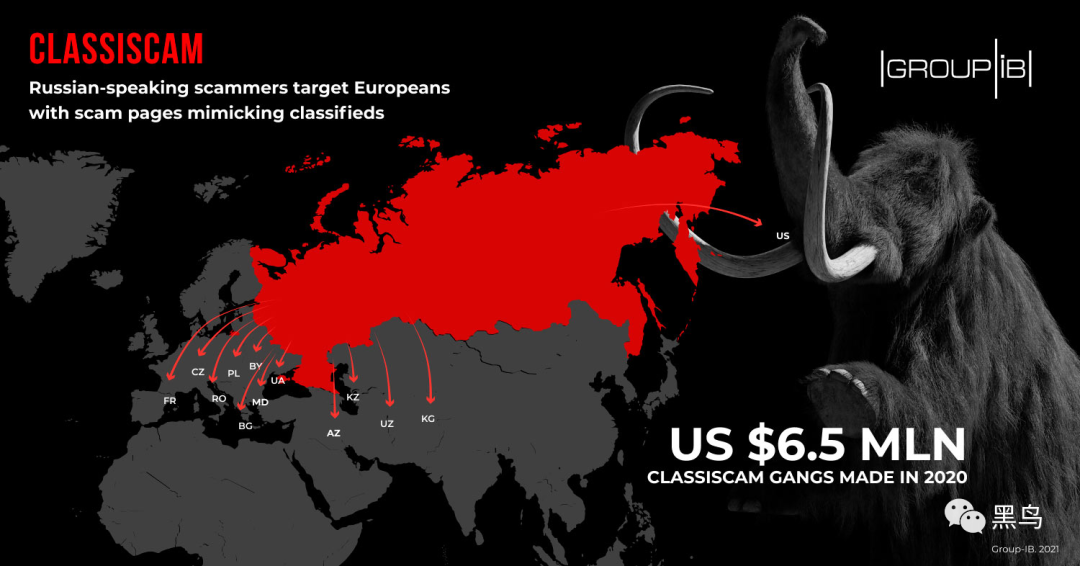 CLASSISCAM
Russian-speaking scammers target Europeans
with scam pages mimicking classifieds
GROUP iB
US
CZ
PL
BY
UA
FR
RO
MD
BG
AZ
KZ
UZ
KG
US $6.5 MLN
CLASSISCAM GANGS MADE IN 2020
黑鸟
Group-IB. 2021